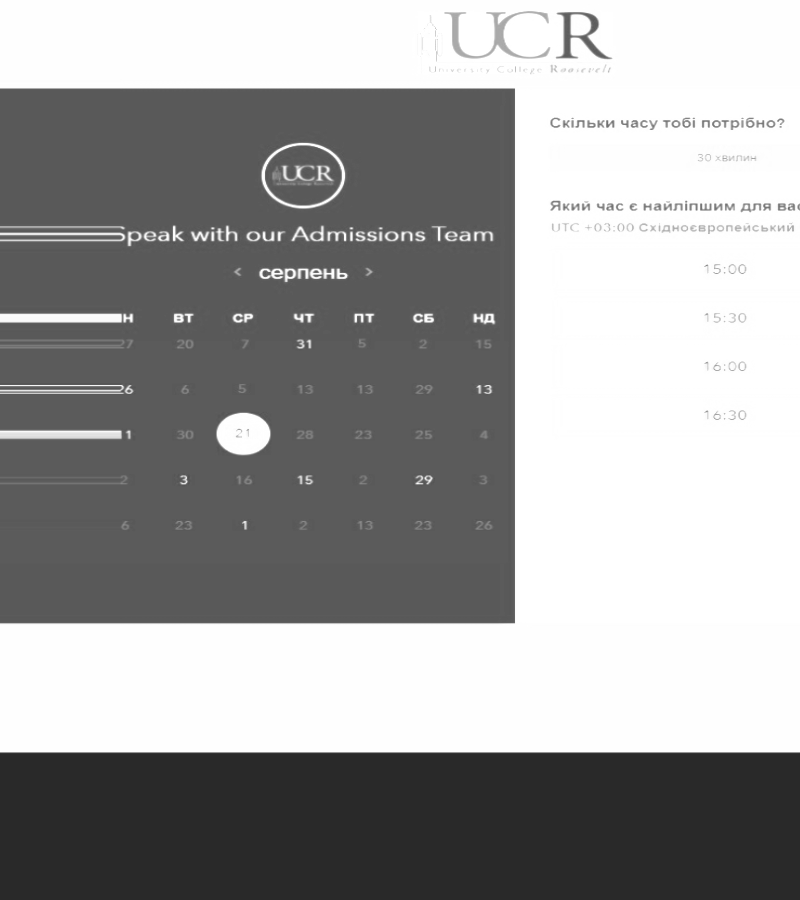 UCR
University College Roosevelt
UCR
Speak with our Admissions Team
< серпень >
Н ВТ СР ЧТ ПТ СБ НД
27 20 7 31 5 2 15
26 6 5 13 13 29 13
1 30 21 28 23 25 4
2 3 16 15 2 29 3
6 23 1 2 13 23 26
Скільки часу тобі потрібно?
30 хвилин
Який час є найліпшим для вас
UTC +03:00 Східноєвропейський
15:00
15:30
16:00
16:30